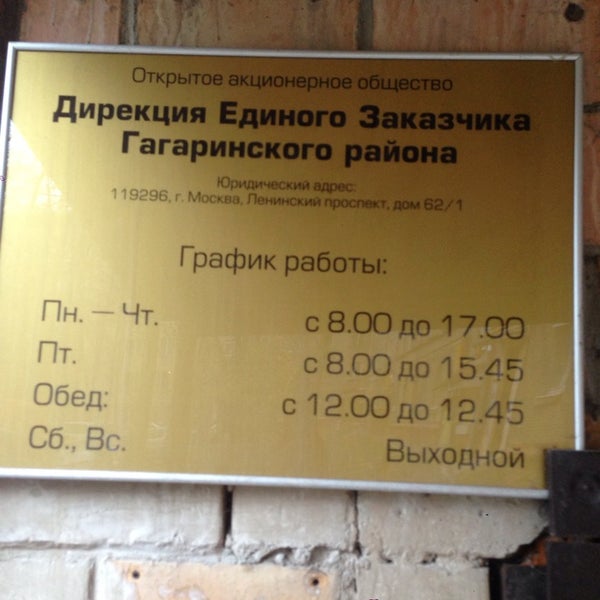 Открытое акционерное общество
Дирекция Единого Заказчика
Гагаринского района
Юридический адрес:
119296, г. Москва, Ленинский проспект, дом 62/1
График работы:
Пн. — Чт. с 8.00 до 17.00
Пт. с 8.00 до 15.45
Обед: с 12.00 до 12.45
Сб., Вс. Выходной